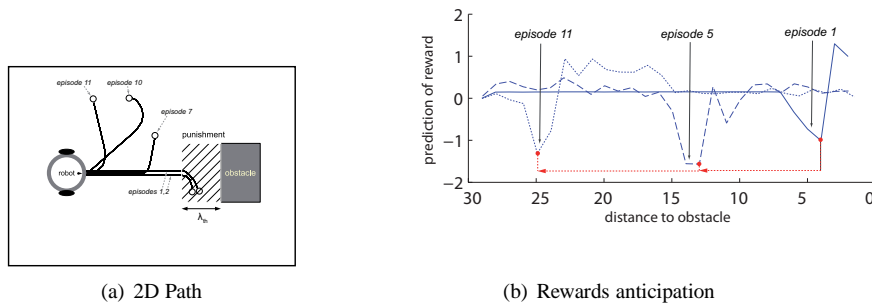 episode 11
episode 10
episode 7
punishment
robot
obstacle
episodes 1,2
λth
(a) 2D Path
prediction of reward
2
1
0
−1
−2
episode 11
episode 5
episode 1
30
25
20
15
10
5
0
distance to obstacle
(b) Rewards anticipation